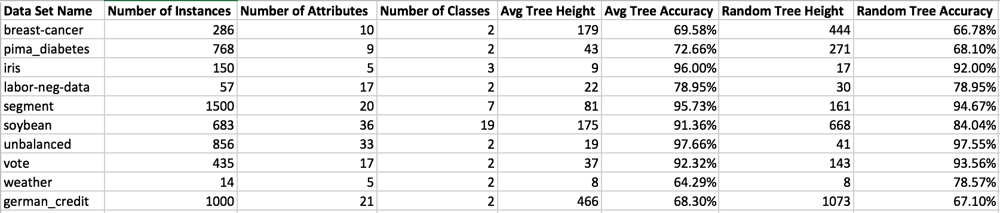 Data Set Name Number of Instances Number of Attributes Number of Classes Avg Tree Height Avg Tree Accuracy Random Tree Height Random Tree Accuracy
breast-cancer 286 10 2 179 69.58% 444 66.78%
pima_diabetes 768 9 2 43 72.66% 271 68.10%
iris 150 5 3 9 96.00% 17 92.00%
labor-neg-data 57 17 2 22 78.95% 30 78.95%
segment 1500 20 7 81 95.73% 161 94.67%
soybean 683 36 19 175 91.36% 668 84.04%
unbalanced 856 33 2 19 97.66% 41 97.55%
vote 435 17 2 37 92.32% 143 93.56%
weather 14 5 2 8 64.29% 8 78.57%
german_credit 1000 21 2 466 68.30% 1073 67.10%